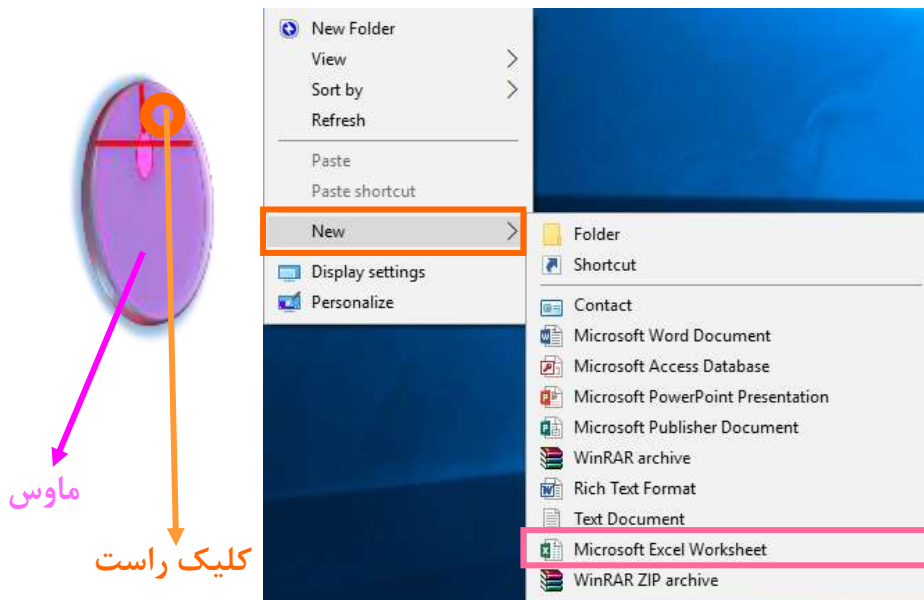 New Folder
View
Sort by
Refresh
Paste
Paste shortcut
New
Display settings
Personalize
Folder
Shortcut
Contact
Microsoft Word Document
Microsoft Access Database
Microsoft PowerPoint Presentation
Microsoft Publisher Document
WinRAR archive
Rich Text Format
Text Document
Microsoft Excel Worksheet
WinRAR ZIP archive
ماوس
کلیک راست